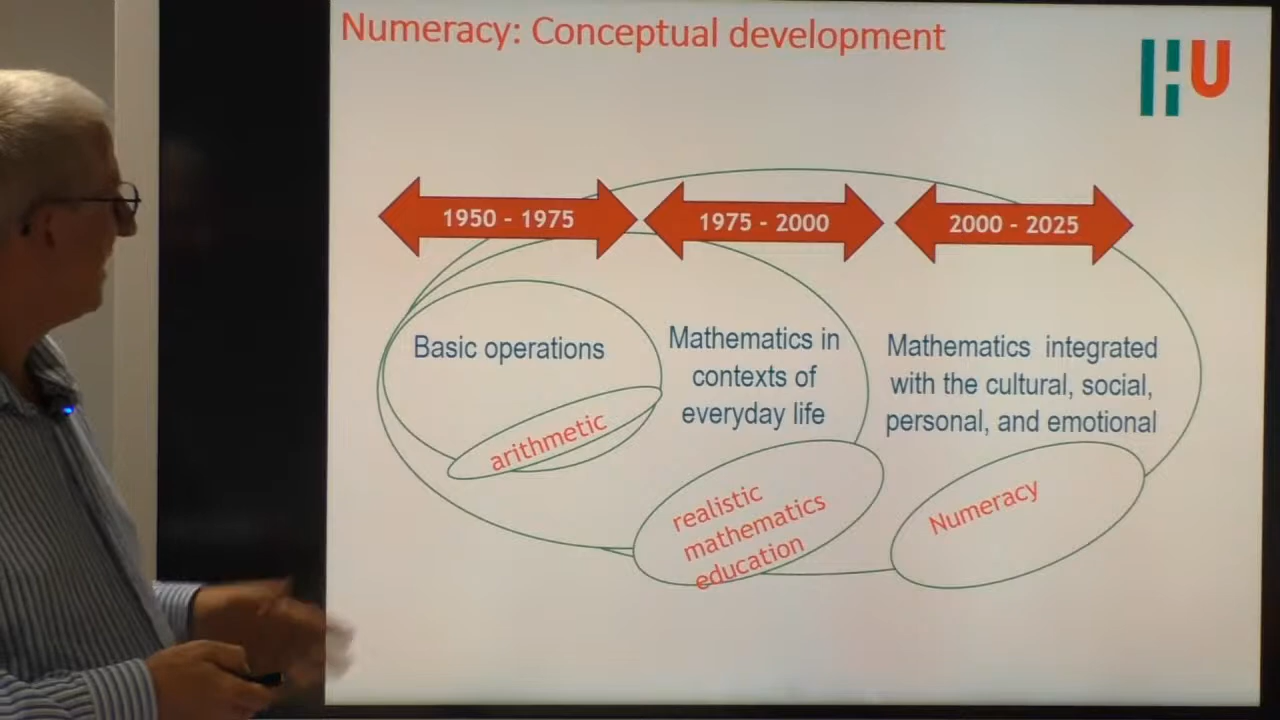 Numeracy: Conceptual development
HU
1950 - 1975
1975 - 2000
2000 - 2025
Basic operations
arithmetic
Mathematics in
contexts of
everyday life
realistic
mathematics
education
Mathematics integrated
with the cultural, social,
personal, and emotional
Numeracy